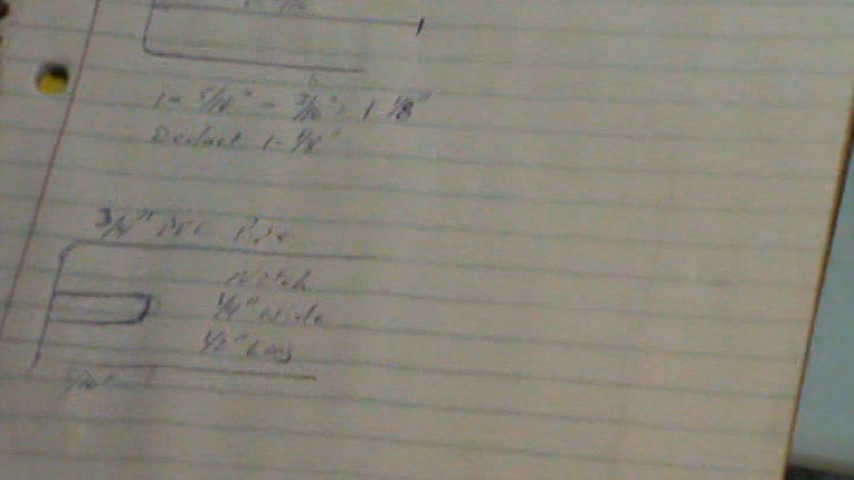 1- 5/16" - 3/16" = 1 1/8"
Deduct 1-1/8"
3/4" PVC Pipe
Notch
1/4" Wide
1/2" Long